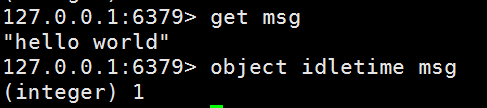 127.0.0.1:6379> get msg
"hello world"
127.0.0.1:6379> object idletime msg
(integer) 1